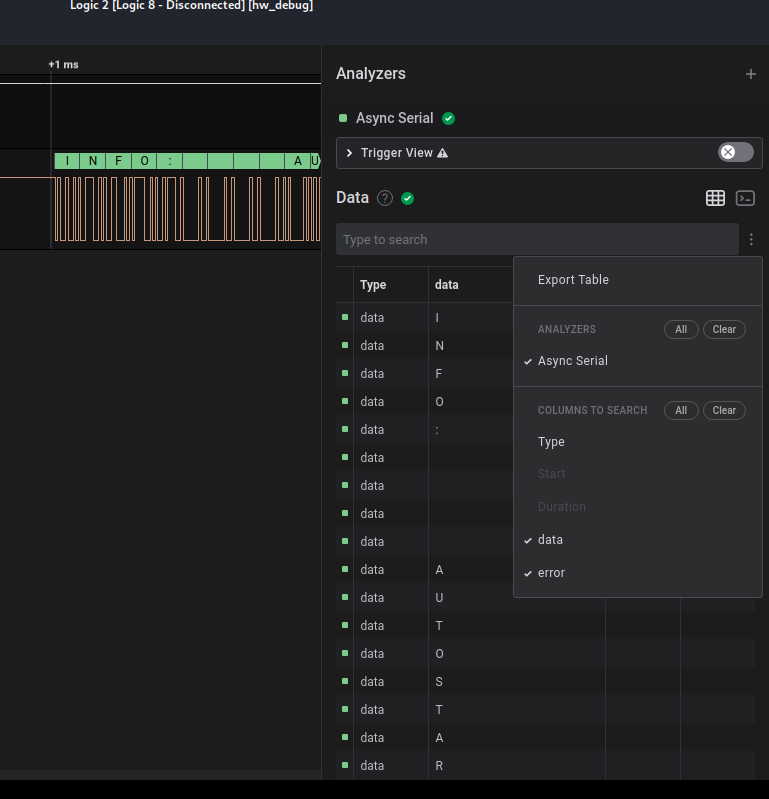 Logic 2 [Logic 8 - Disconnected] [hw_debug]
+1 ms
I N F O : A U
Analyzers
Async Serial
Trigger View
Data
Type to search
Type data
data I
data N
data F
data O
data :
data
data
data
data
data A
data U
data T
data O
data S
data T
data A
data R
Export Table
ANALYZERS All Clear
Async Serial
COLUMNS TO SEARCH All Clear
Type
Start
Duration
data
error